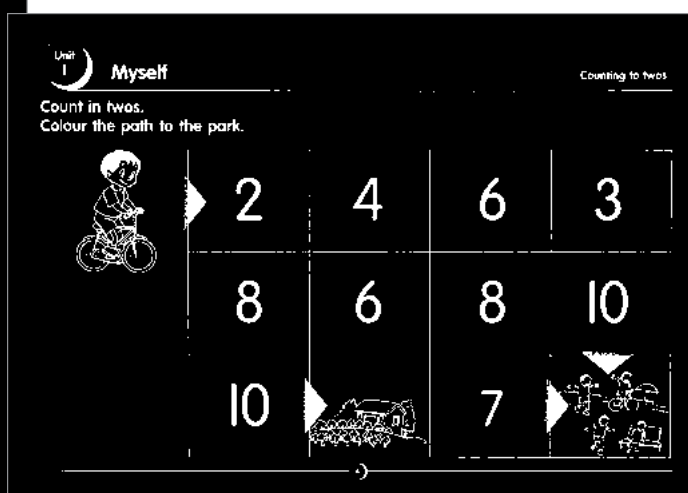 Unit
1
Myself
Counting to twos
Count in twos.
Colour the path to the park.
2 4 6 3
8 6 8 10
10 7